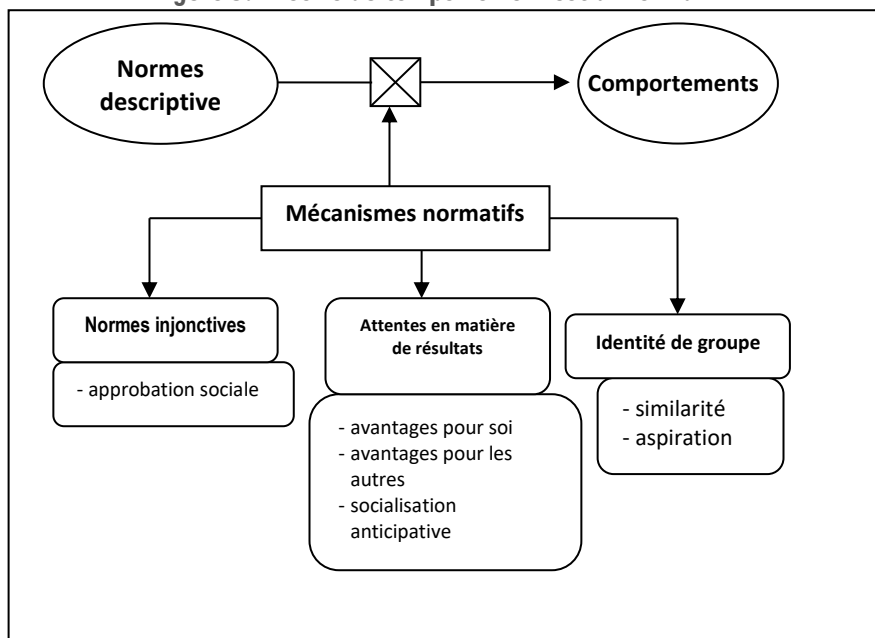 Normes
descriptive
Comportements
Mécanismes normatifs
Normes injonctives
- approbation sociale
Attentes en matière
de résultats
- avantages pour soi
- avantages pour les
autres
- socialisation
anticipative
Identité de groupe
- similarité
- aspiration